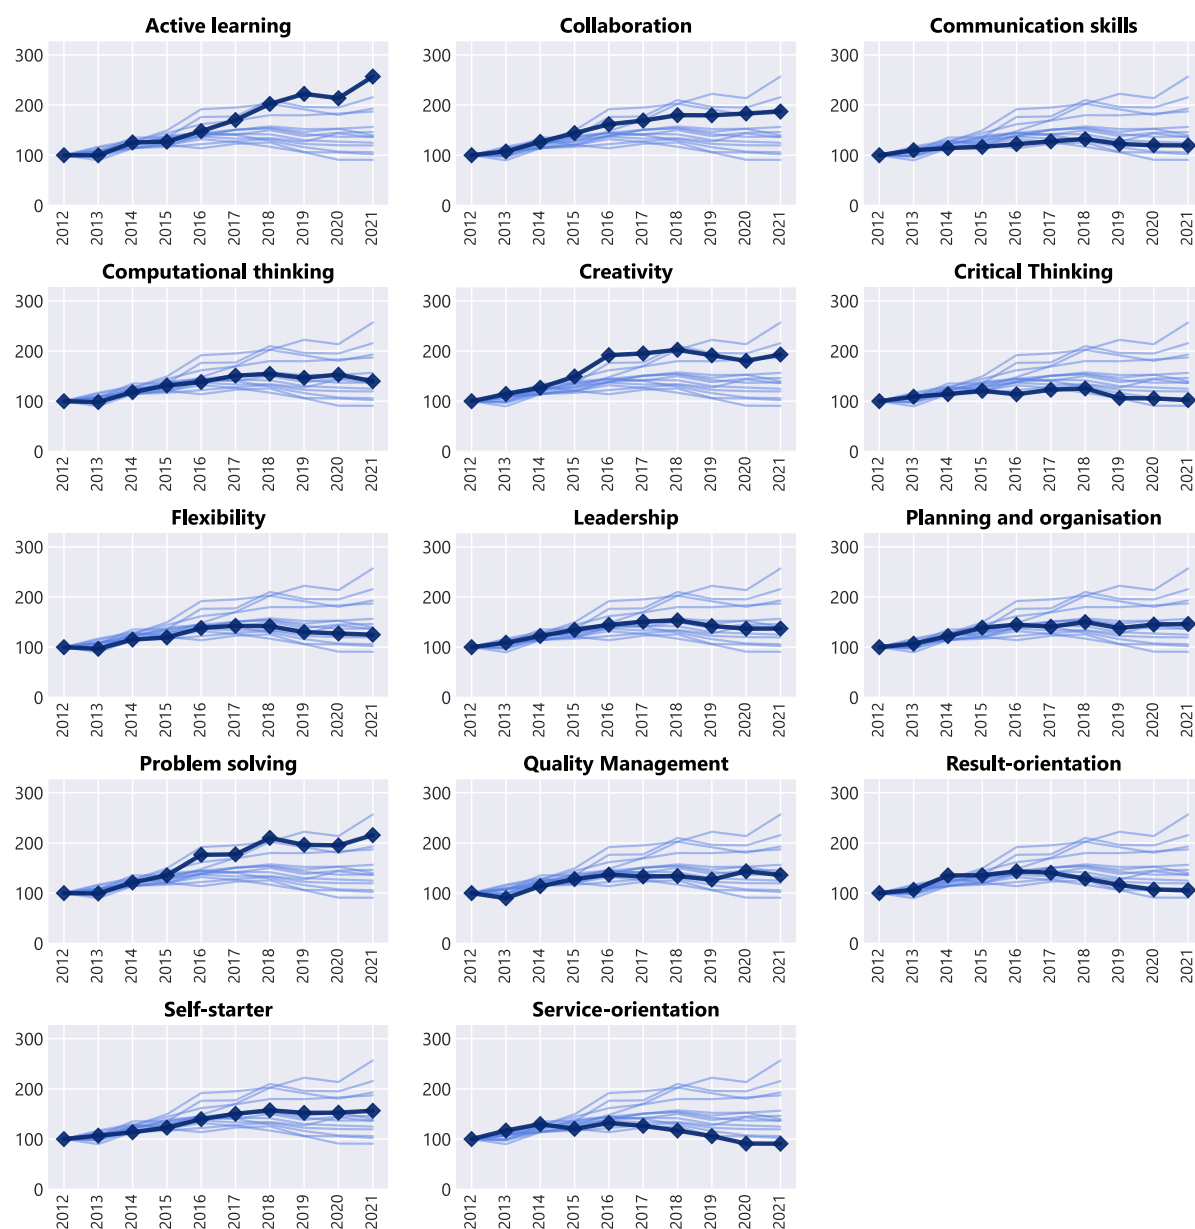 Active learning Collaboration Communication skills
300 300 300
200 200 200
100 100 100
0 0 0
2012 2013 2014 2015 2016 2017 2018 2019 2020 2021 2012 2013 2014 2015 2016 2017 2018 2019 2020 2021 2012 2013 2014 2015 2016 2017 2018 2019 2020 2021
Computational thinking Creativity Critical Thinking
300 300 300
200 200 200
100 100 100
0 0 0
2012 2013 2014 2015 2016 2017 2018 2019 2020 2021 2012 2013 2014 2015 2016 2017 2018 2019 2020 2021 2012 2013 2014 2015 2016 2017 2018 2019 2020 2021
Flexibility Leadership Planning and organisation
300 300 300
200 200 200
100 100 100
0 0 0
2012 2013 2014 2015 2016 2017 2018 2019 2020 2021 2012 2013 2014 2015 2016 2017 2018 2019 2020 2021 2012 2013 2014 2015 2016 2017 2018 2019 2020 2021
Problem solving Quality Management Result-orientation
300 300 300
200 200 200
100 100 100
0 0 0
2012 2013 2014 2015 2016 2017 2018 2019 2020 2021 2012 2013 2014 2015 2016 2017 2018 2019 2020 2021 2012 2013 2014 2015 2016 2017 2018 2019 2020 2021
Self-starter Service-orientation
300 300
200 200
100 100
0 0
2012 2013 2014 2015 2016 2017 2018 2019 2020 2021 2012 2013 2014 2015 2016 2017 2018 2019 2020 2021